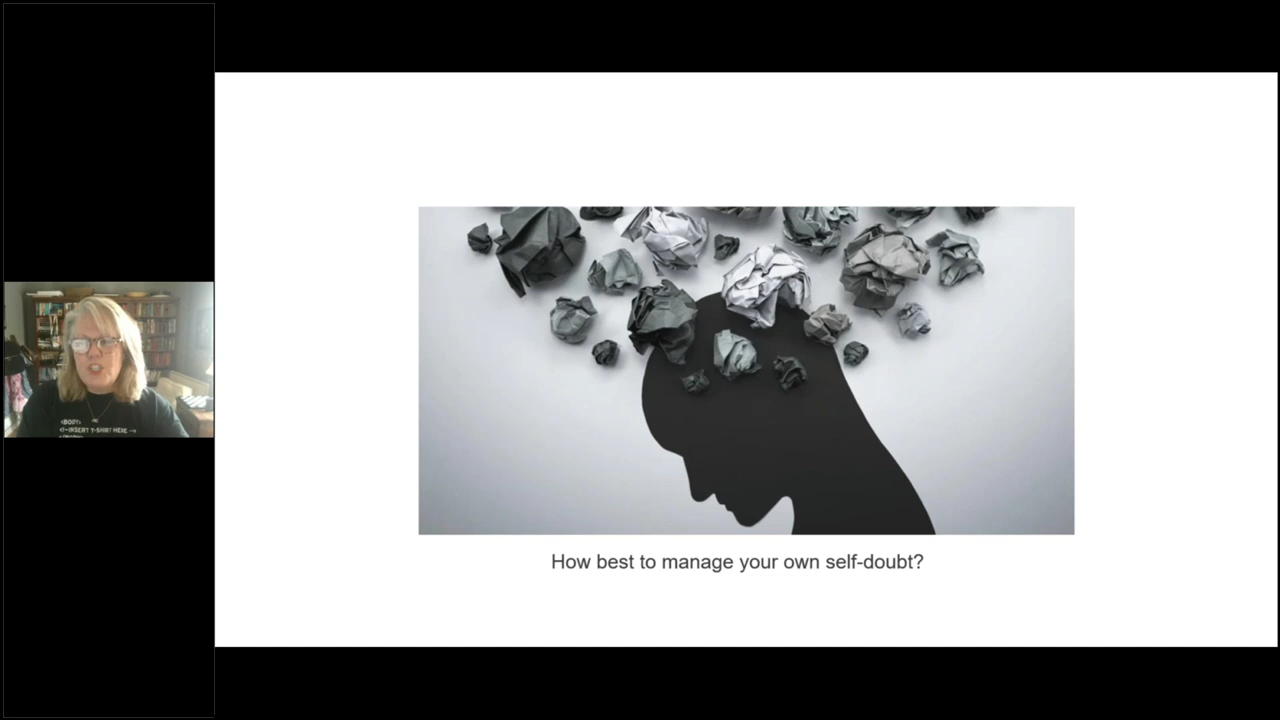 <BODY>
<!-INSERT T-SHIRT HERE -->
How best to manage your own self-doubt?